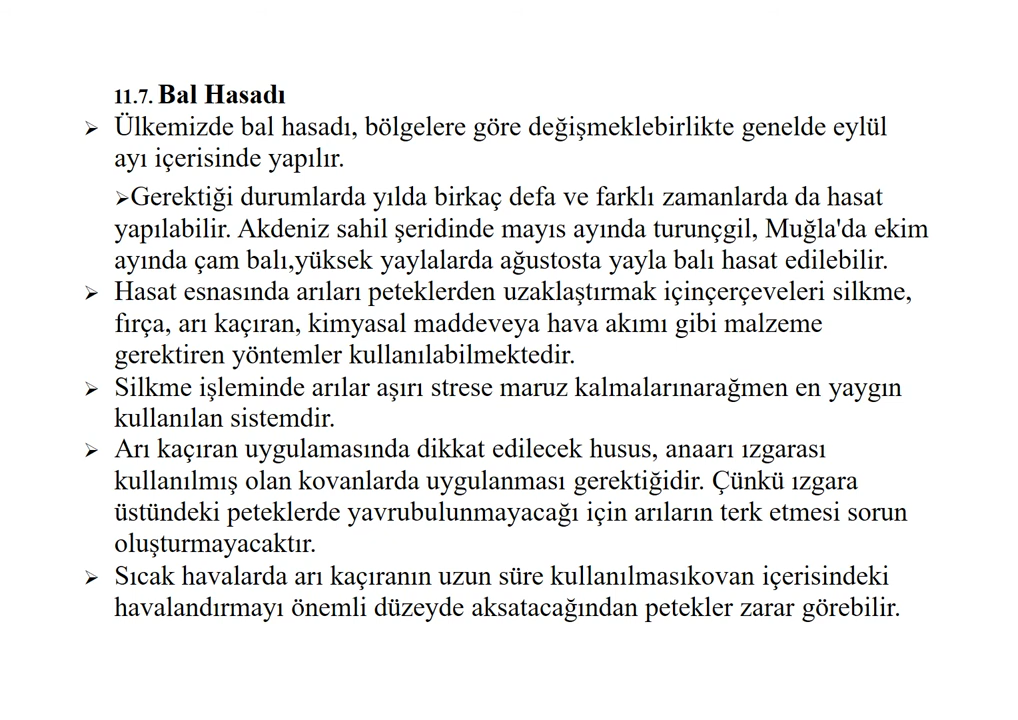 11.7. Bal Hasadı
➢ Ülkemizde bal hasadı, bölgelere göre değişmeklebirlikte genelde eylül
ayı içerisinde yapılır.
➢Gerektiği durumlarda yılda birkaç defa ve farklı zamanlarda da hasat
yapılabilir. Akdeniz sahil şeridinde mayıs ayında turunçgil, Muğla'da ekim
ayında çam balı,yüksek yaylalarda ağustosta yayla balı hasat edilebilir.
➢ Hasat esnasında arıları peteklerden uzaklaştırmak içinçerçeveleri silkme,
fırça, arı kaçıran, kimyasal maddeveya hava akımı gibi malzeme
gerektiren yöntemler kullanılabilmektedir.
➢ Silkme işleminde arılar aşırı strese maruz kalmalarınarağmen en yaygın
kullanılan sistemdir.
➢ Arı kaçıran uygulamasında dikkat edilecek husus, anaarı ızgarası
kullanılmış olan kovanlarda uygulanması gerektiğidir. Çünkü ızgara
üstündeki peteklerde yavrubulunmayacağı için arıların terk etmesi sorun
oluşturmayacaktır.
➢ Sıcak havalarda arı kaçıranın uzun süre kullanılmasıkovan içerisindeki
havalandırmayı önemli düzeyde aksatacağından petekler zarar görebilir.